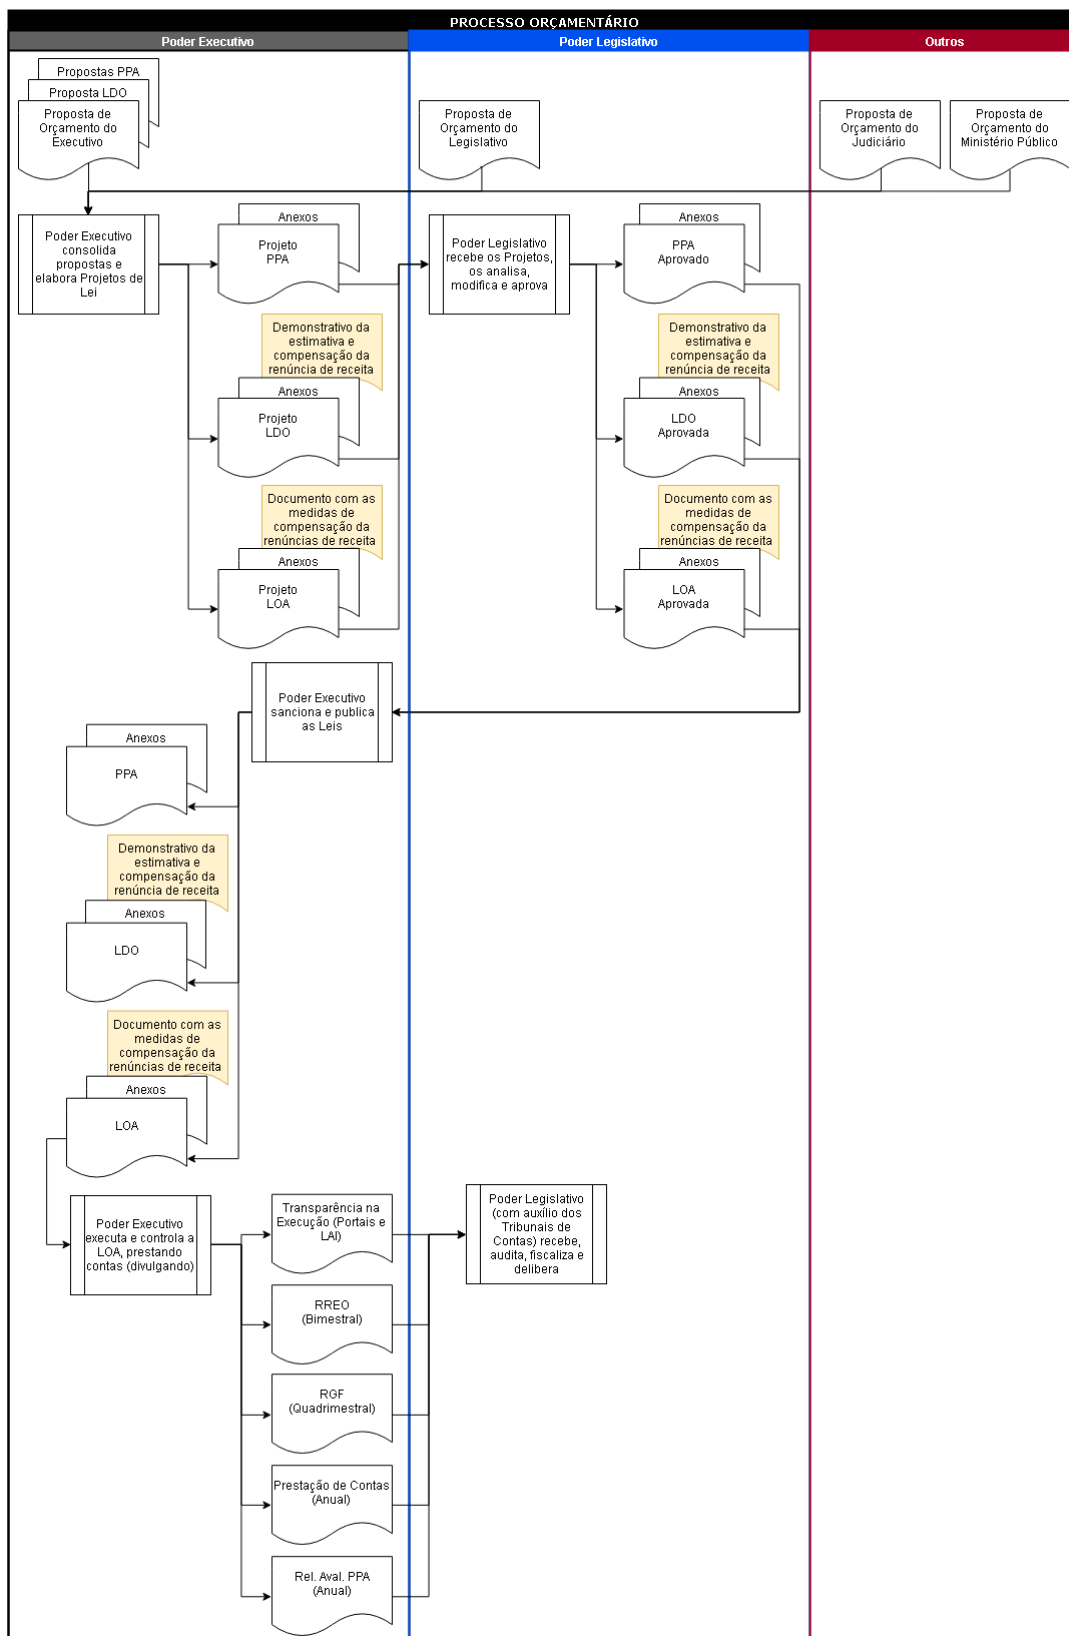 PROCESSO ORÇAMENTÁRIO
Poder Executivo
Poder Legislativo
Outros
Propostas PPA
Proposta LDO
Proposta de
Orçamento do
Executivo
Proposta de
Orçamento do
Legislativo
Proposta de
Orçamento do
Judiciário
Proposta de
Orçamento do
Ministério Público
Poder Executivo
consolida
propostas e
elabora Projetos de
Lei
Anexos
Projeto
PPA
Poder Legislativo
recebe os Projetos,
os analisa,
modifica e aprova
Anexos
PPA
Aprovado
Demonstrativo da
estimativa e
compensação da
renúncia de receita
Anexos
Projeto
LDO
Demonstrativo da
estimativa e
compensação da
renúncia de receita
Anexos
LDO
Aprovada
Documento com as
medidas de
compensação da
renúncias de receita
Anexos
Projeto
LOA
Documento com as
medidas de
compensação da
renúncias de receita
Anexos
LOA
Aprovada
Poder Executivo
sanciona e publica
as Leis
Anexos
PPA
Demonstrativo da
estimativa e
compensação da
renúncia de receita
Anexos
LDO
Documento com as
medidas de
compensação da
renúncias de receita
Anexos
LOA
Poder Executivo
executa e controla a
LOA, prestando
contas (divulgando)
Transparência na
Execução (Portais e
LAI)
Poder Legislativo
(com auxílio dos
Tribunais de
Contas) recebe,
audita, fiscaliza e
delibera
RREO
(Bimestral)
RGF
(Quadrimestral)
Prestação de Contas
(Anual)
Rel. Aval. PPA
(Anual)